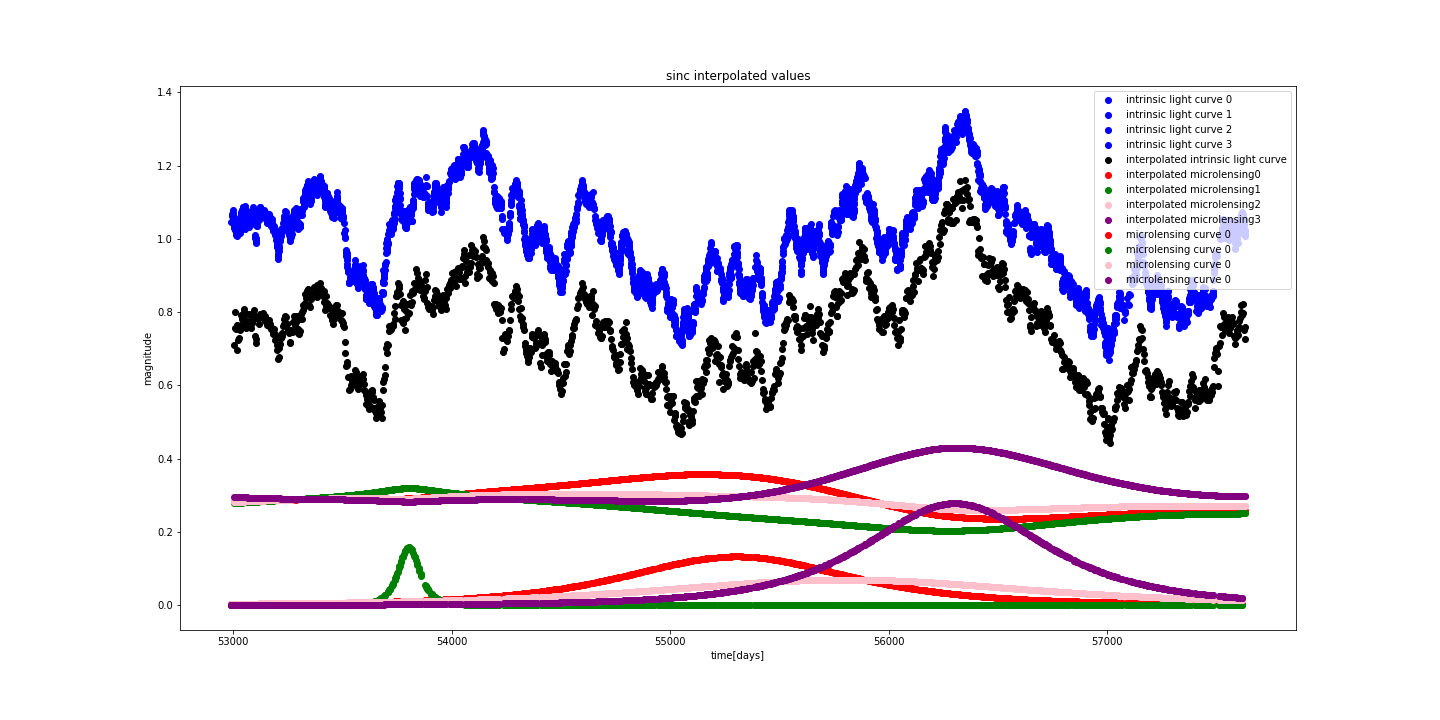 sinc interpolated values
1.4
1.2
1.0
0.8
0.6
0.4
0.2
0.0
magnitude
intrinsic light curve 0
intrinsic light curve 1
intrinsic light curve 2
intrinsic light curve 3
interpolated intrinsic light curve
interpolated microlensing0
interpolated microlensing1
interpolated microlensing2
interpolated microlensing3
microlensing curve 0
microlensing curve 0
microlensing curve 0
microlensing curve 0
53000 54000 55000 56000 57000
time[days]